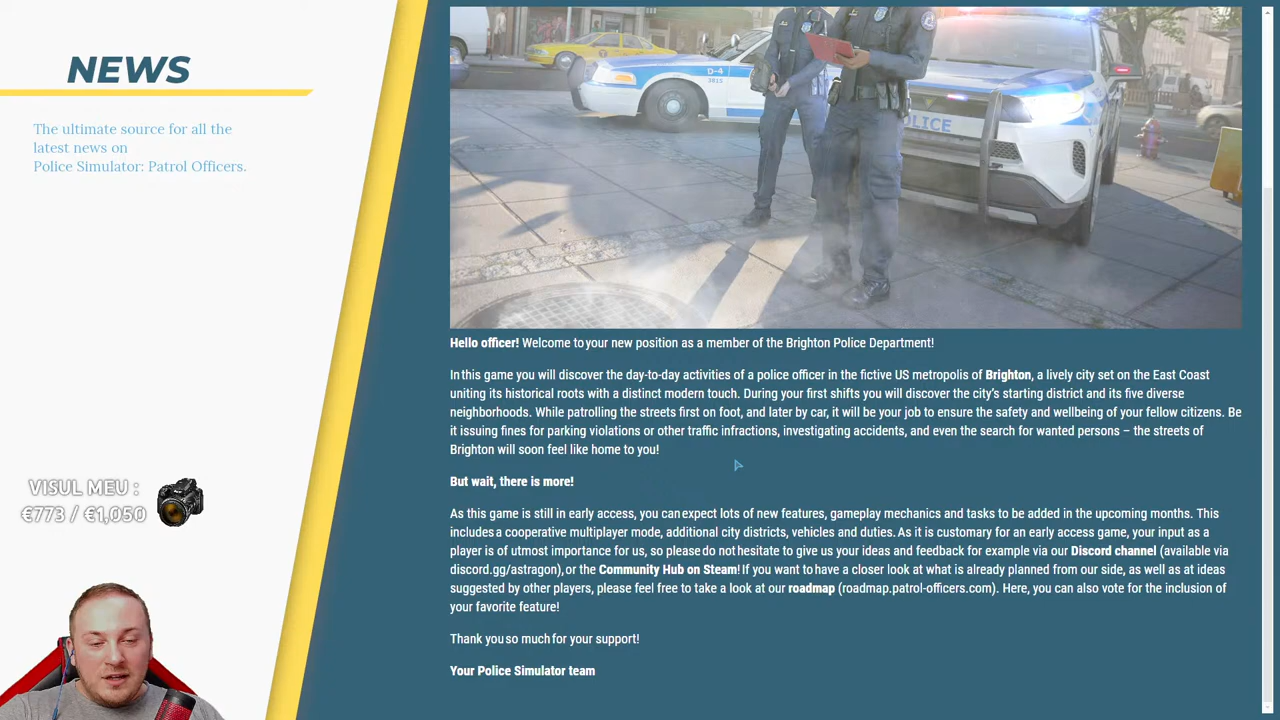 NEWS
The ultimate source for all the
latest news on
Police Simulator: Patrol Officers.
D-4
3815
POLICE
Hello officer! Welcome to your new position as a member of the Brighton Police Department!
In this game you will discover the day-to-day activities of a police officer in the fictive US metropolis of Brighton, a lively city set on the East Coast
uniting its historical roots with a distinct modern touch. During your first shifts you will discover the city's starting district and its five diverse
neighborhoods. While patrolling the streets first on foot, and later by car, it will be your job to ensure the safety and wellbeing of your fellow citizens. Be
it issuing fines for parking violations or other traffic infractions, investigating accidents, and even the search for wanted persons – the streets of
Brighton will soon feel like home to you!
But wait, there is more!
As this game is still in early access, you can expect lots of new features, gameplay mechanics and tasks to be added in the upcoming months. This
includes a cooperative multiplayer mode, additional city districts, vehicles and duties. As it is customary for an early access game, your input as a
player is of utmost importance for us, so please do not hesitate to give us your ideas and feedback for example via our Discord channel (available via
discord.gg/astragon), or the Community Hub on Steam! If you want to have a closer look at what is already planned from our side, as well as at ideas
suggested by other players, please feel free to take a look at our roadmap (roadmap.patrol-officers.com). Here, you can also vote for the inclusion of
your favorite feature!
Thank you so much for your support!
Your Police Simulator team
VISUL MEU :
€773 / €1,050